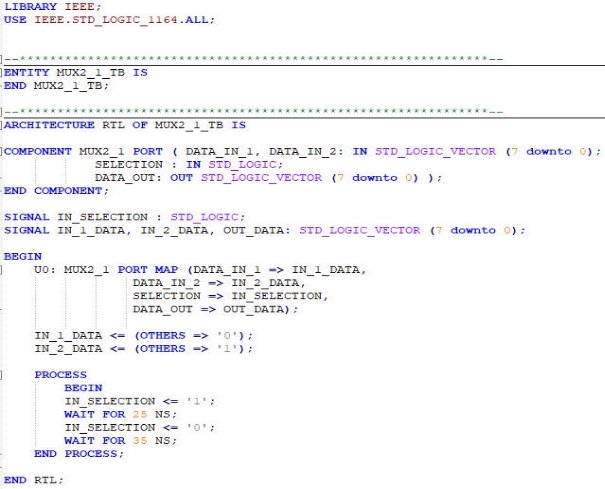 LIBRARY IEEE;
USE IEEE.STD_LOGIC_1164.ALL;
--**************************************************************--
ENTITY MUX2_1_TB IS
END MUX2_1_TB;
--**************************************************************--
ARCHITECTURE RTL OF MUX2_1_TB IS
COMPONENT MUX2_1 PORT ( DATA_IN_1, DATA_IN_2: IN STD_LOGIC_VECTOR (7 downto 0);
SELECTION : IN STD_LOGIC;
DATA_OUT: OUT STD_LOGIC_VECTOR (7 downto 0) );
END COMPONENT;
SIGNAL IN_SELECTION : STD_LOGIC;
SIGNAL IN_1_DATA, IN_2_DATA, OUT_DATA: STD_LOGIC_VECTOR (7 downto 0);
BEGIN
U0: MUX2_1 PORT MAP (DATA_IN_1 => IN_1_DATA,
DATA_IN_2 => IN_2_DATA,
SELECTION => IN_SELECTION,
DATA_OUT => OUT_DATA);
IN_1_DATA <= (OTHERS => '0');
IN_2_DATA <= (OTHERS => '1');
PROCESS
BEGIN
IN_SELECTION <= '1';
WAIT FOR 25 NS;
IN_SELECTION <= '0';
WAIT FOR 35 NS;
END PROCESS;
END RTL;